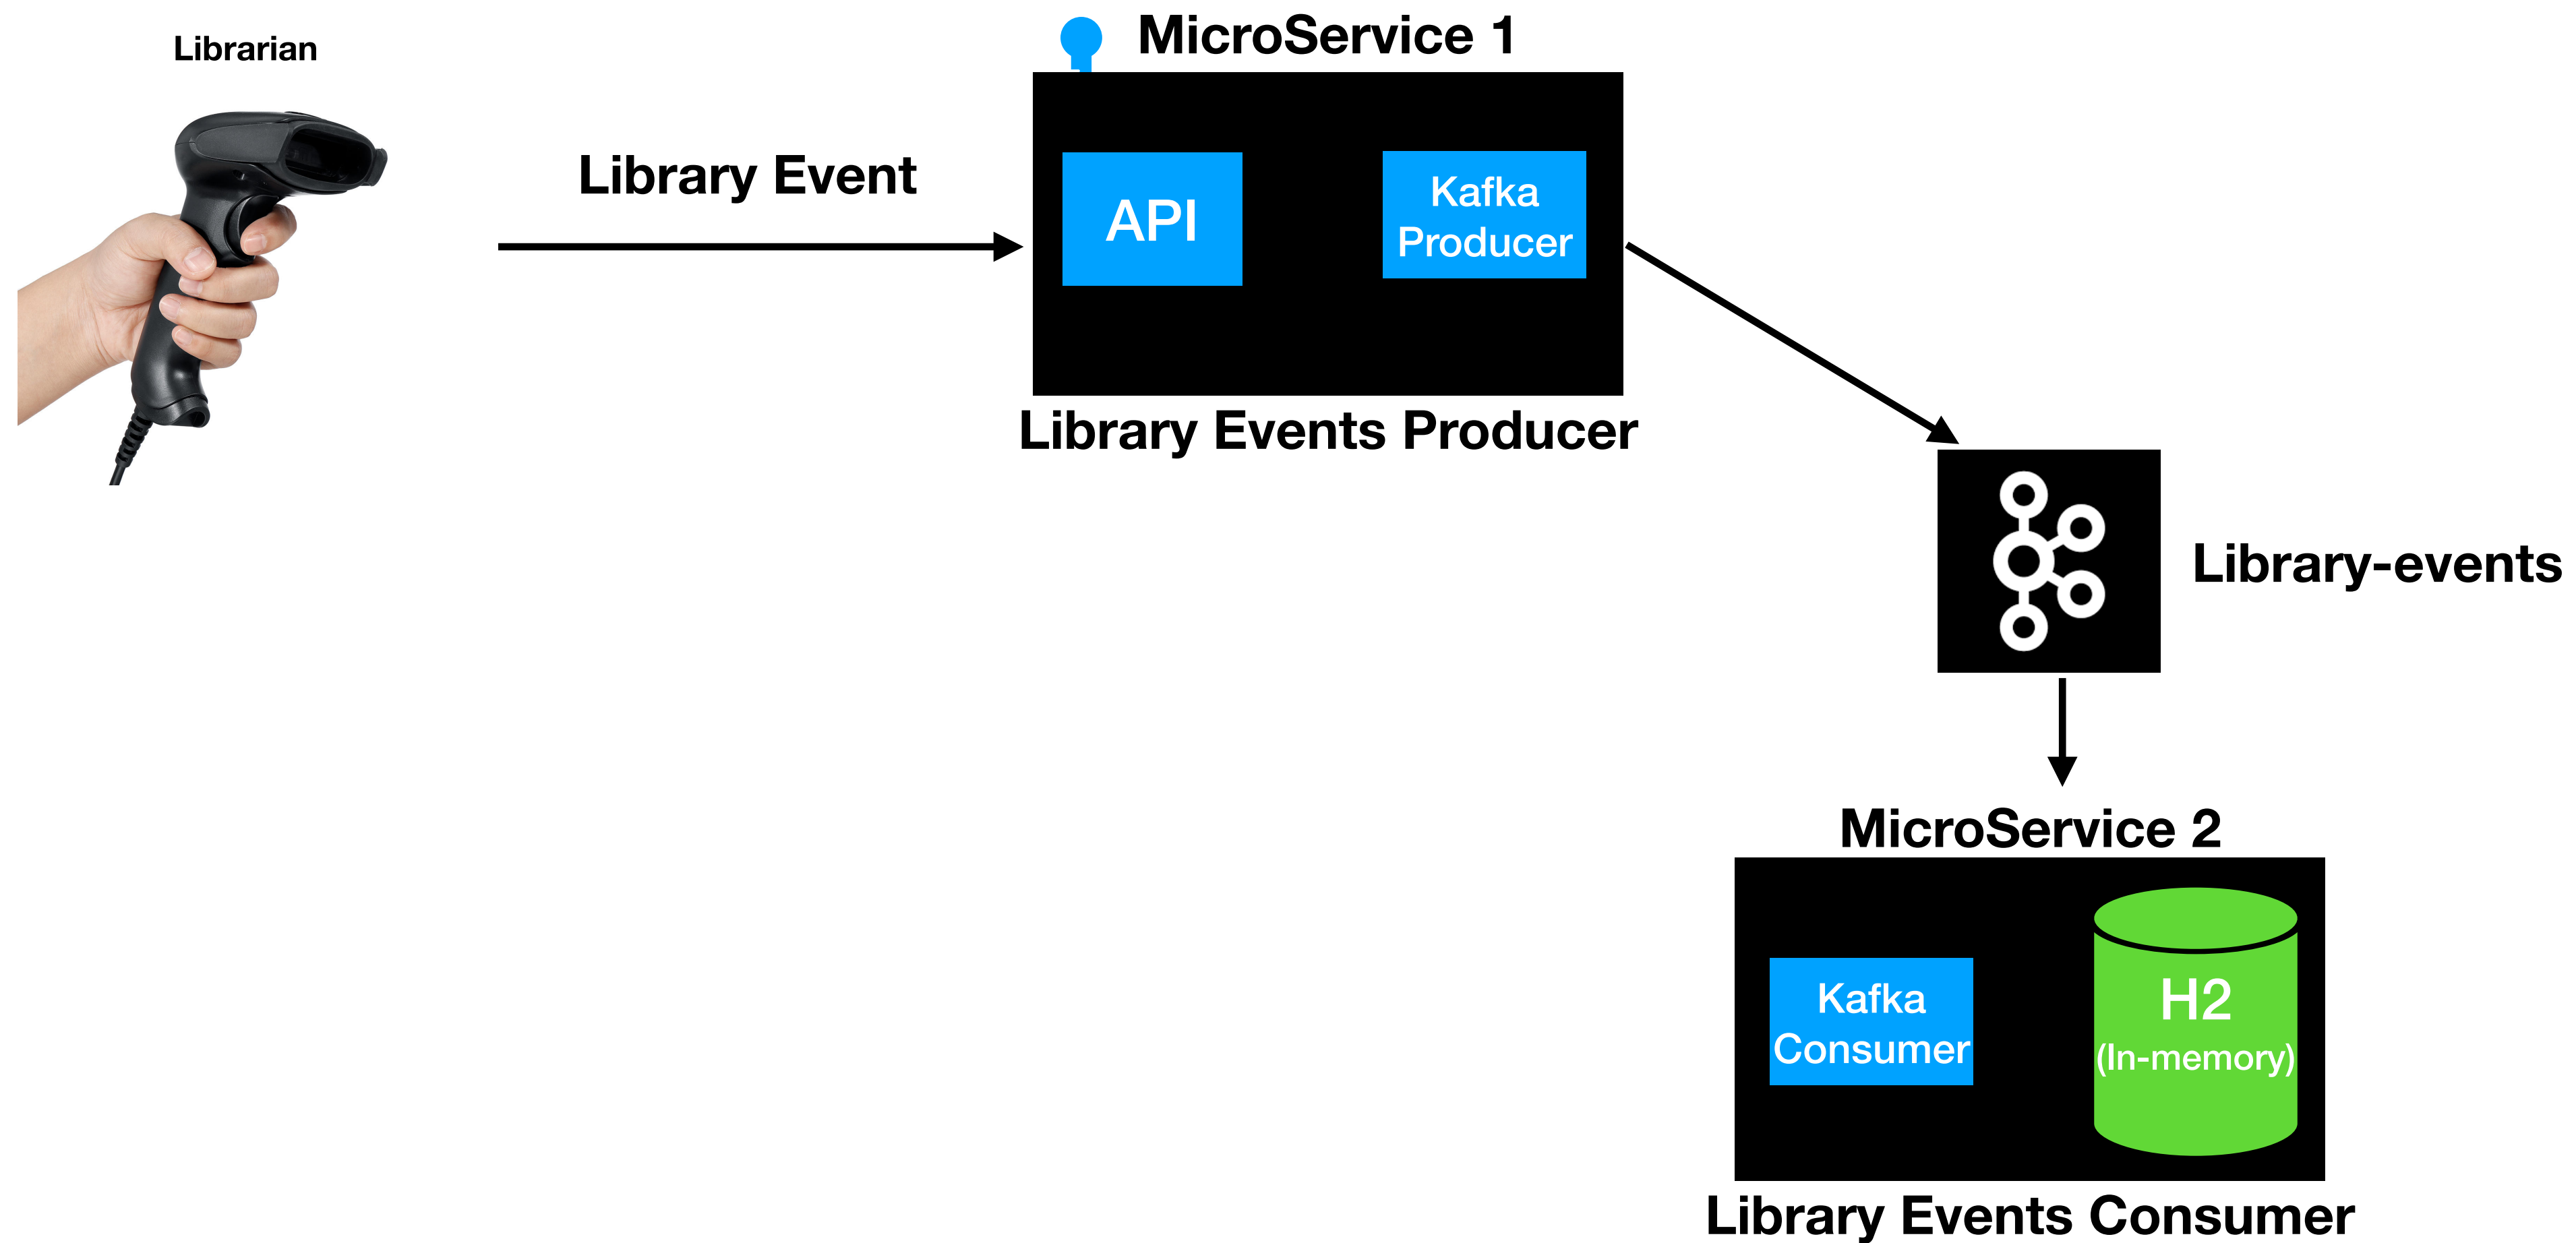 Librarian
MicroService 1
Library Event
API
Kafka
Producer
Library Events Producer
Library-events
MicroService 2
Kafka
Consumer
H2
(In-memory)
Library Events Consumer